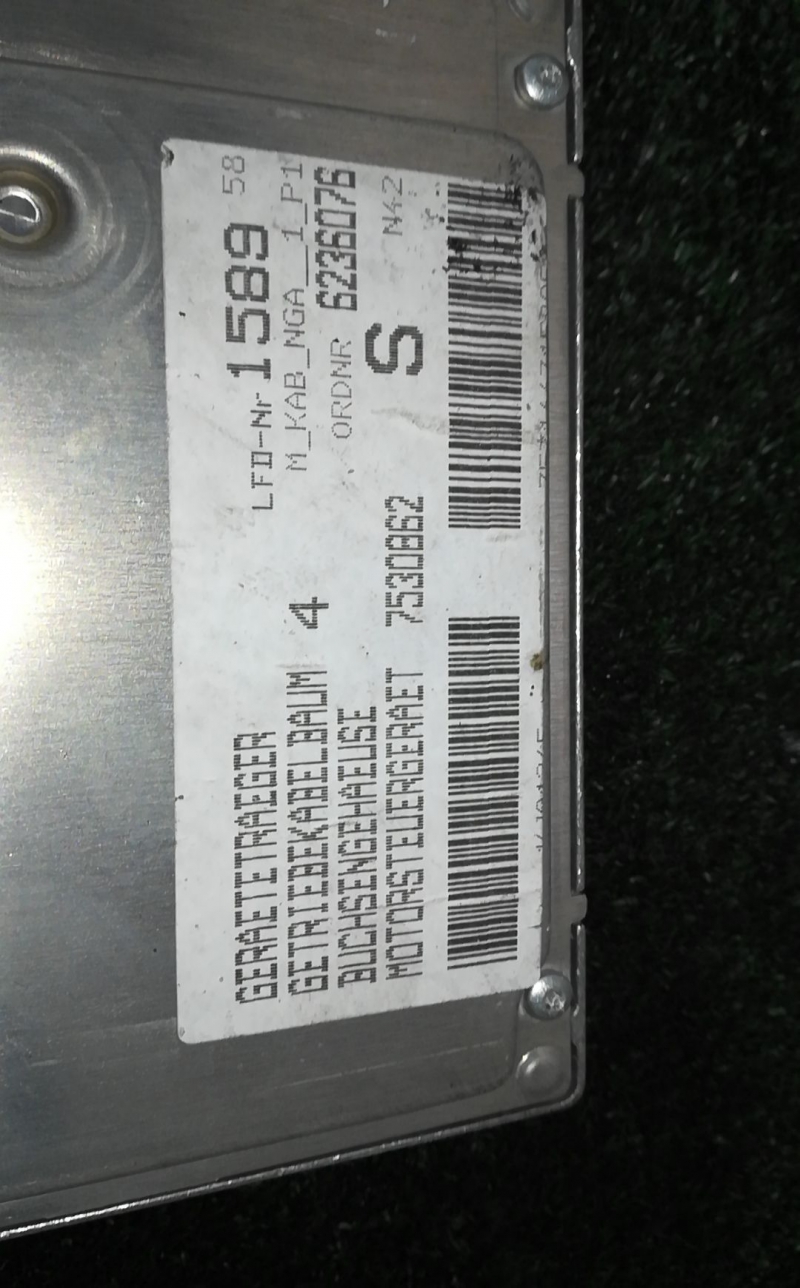 GERAETETRAEGER
GETRIEBEKABELBAUM 4
BUCHSENGEHAEUSE
MOTORSTEUERGERAET 7530862
LFD-Nr 1589 58
M_KAB_NGA__1_P1
ORDNR 6236076
S N42